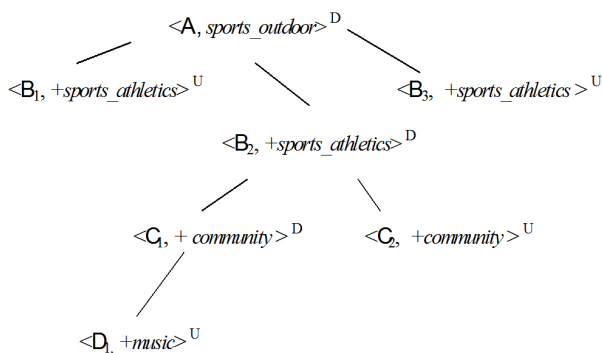 <A, sports_outdoor>ᴰ
<B₁, +sports_athletics>ᵁ
<B₃, +sports_athletics >ᵁ
<B₂, +sports_athletics>ᴰ
<C₁, + community>ᴰ
<C₂, +community>ᵁ
<D₁, +music>ᵁ